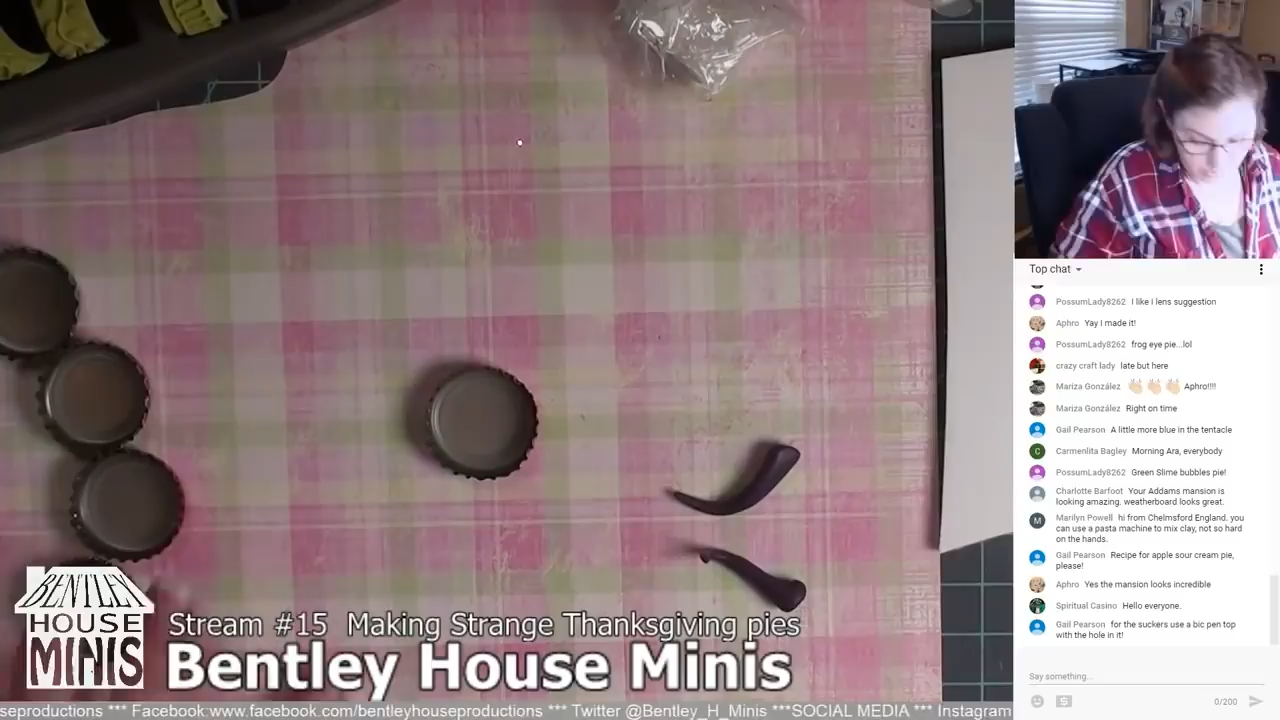 Top chat
PossumLady8262 I like I lens suggestion
Aphro Yay I made it!
PossumLady8262 frog eye pie...lol
crazy craft lady late but here
Mariza González Aphro!!!!
Mariza González Right on time
Gail Pearson A little more blue in the tentacle
C Carmenlita Bagley Morning Ara, everybody
PossumLady8262 Green Slime bubbles pie!
Charlotte Barfoot Your Addams mansion is
looking amazing. weatherboard looks great.
M Marilyn Powell hi from Chelmsford England. you
can use a pasta machine to mix clay, not so hard
on the hands.
Gail Pearson Recipe for apple sour cream pie,
please!
Aphro Yes the mansion looks incredible
Spiritual Casino Hello everyone.
Gail Pearson for the suckers use a bic pen top
with the hole in it!
Say something...
0/200
BENTLEY
HOUSE
MINIS
Stream #15 Making Strange Thanksgiving pies
Bentley House Minis
seproductions *** Facebook:www.facebook.com/bentleyhouseproductions *** Twitter @Bentley_H_Minis ***SOCIAL MEDIA *** Instagram